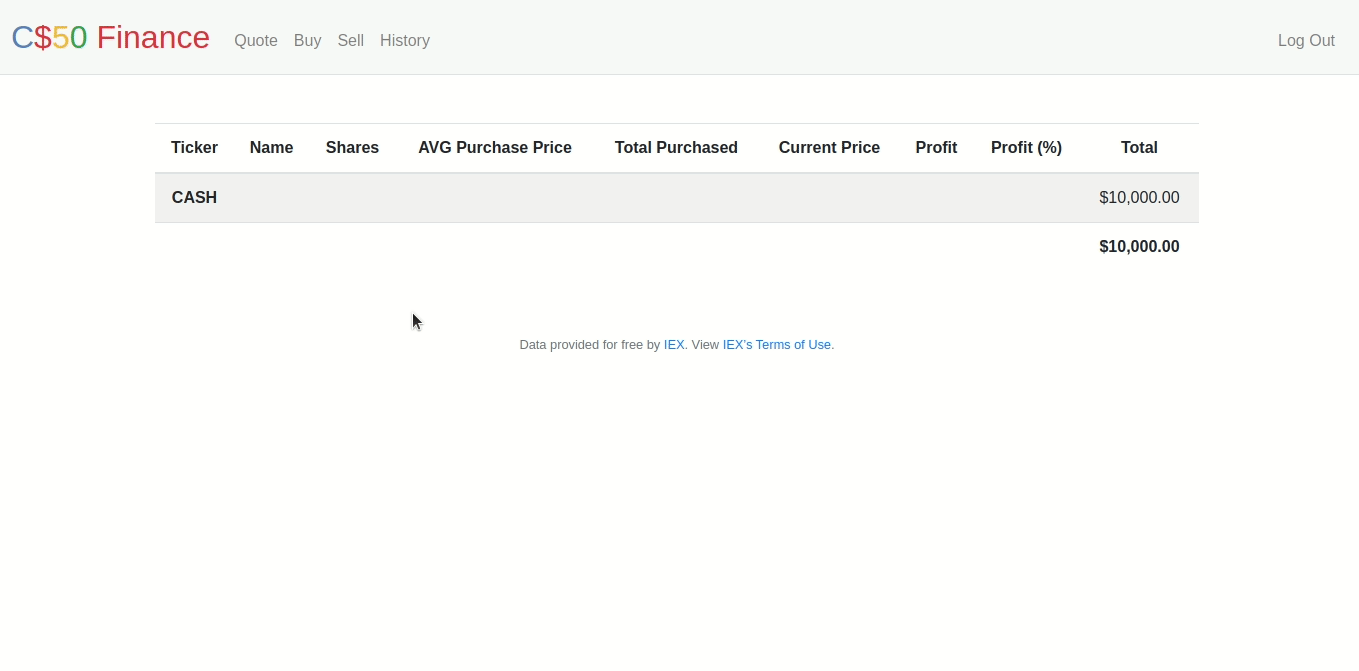 C$50 Finance Quote Buy Sell History Log Out
Ticker Name Shares AVG Purchase Price Total Purchased Current Price Profit Profit (%) Total
CASH $10,000.00
$10,000.00
Data provided for free by IEX. View IEX's Terms of Use.